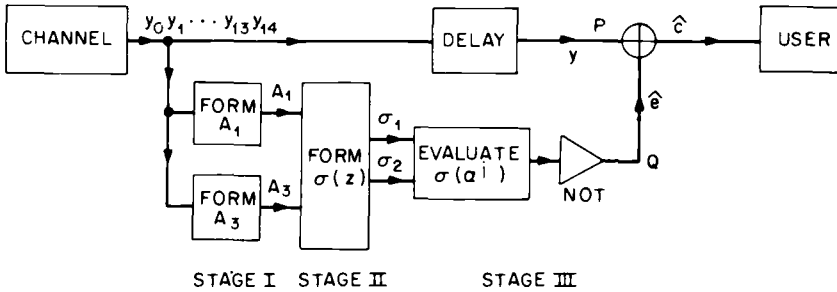 CHANNEL
y₀ y₁ ··· y₁₃ y₁₄
DELAY
y
P
ĉ
USER
FORM
A₁
A₁
FORM
A₃
A₃
FORM
σ(z)
σ₁
σ₂
EVALUATE
σ(αʲ)
NOT
ê
Q
STAGE I STAGE II STAGE III